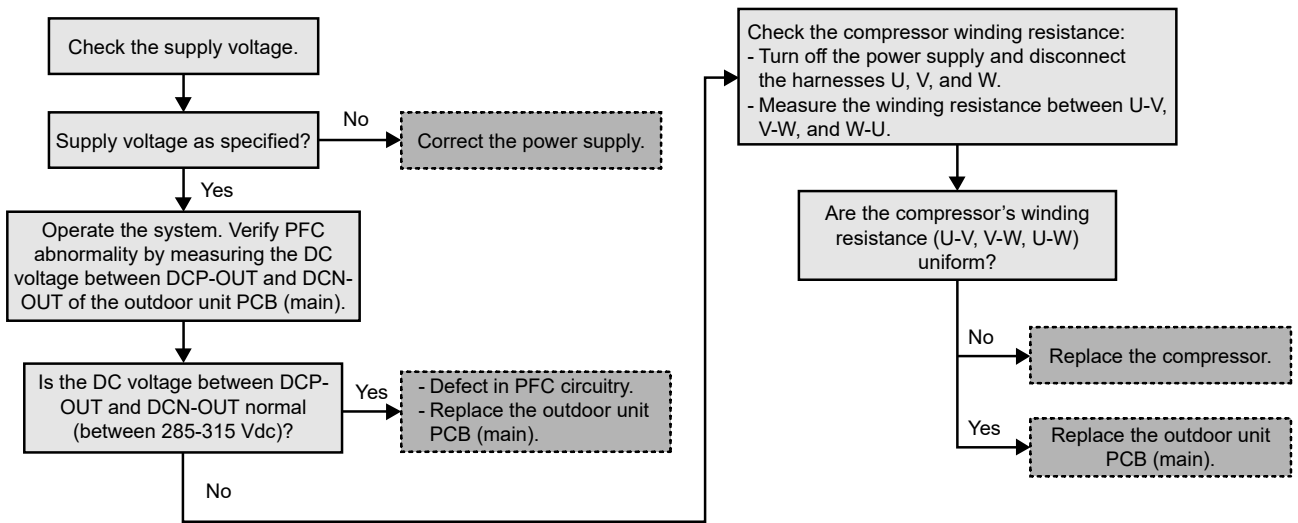 Check the supply voltage.
Supply voltage as specified?
No
Correct the power supply.
Yes
Operate the system. Verify PFC
abnormality by measuring the DC
voltage between DCP-OUT and DCN-
OUT of the outdoor unit PCB (main).
Is the DC voltage between DCP-
OUT and DCN-OUT normal
(between 285-315 Vdc)?
Yes
- Defect in PFC circuitry.
- Replace the outdoor unit
PCB (main).
No
Check the compressor winding resistance:
- Turn off the power supply and disconnect
the harnesses U, V, and W.
- Measure the winding resistance between U-V,
V-W, and W-U.
Are the compressor’s winding
resistance (U-V, V-W, U-W)
uniform?
No
Replace the compressor.
Yes
Replace the outdoor unit
PCB (main).